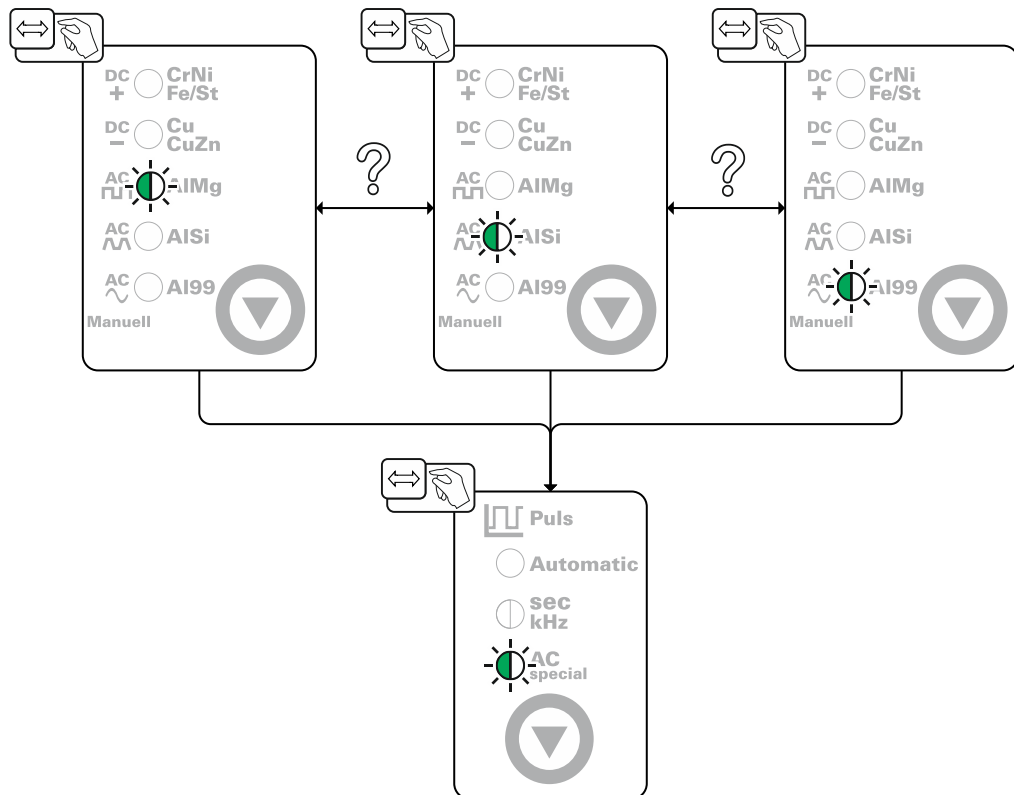 DC CrNi
+ Fe/St
DC Cu
− CuZn
AC AlMg
AC AlSi
AC Al99
Manuell
?
DC CrNi
+ Fe/St
DC Cu
− CuZn
AC AlMg
AC AlSi
AC Al99
Manuell
?
DC CrNi
+ Fe/St
DC Cu
− CuZn
AC AlMg
AC AlSi
AC Al99
Manuell
Puls
Automatic
sec
kHz
AC
special